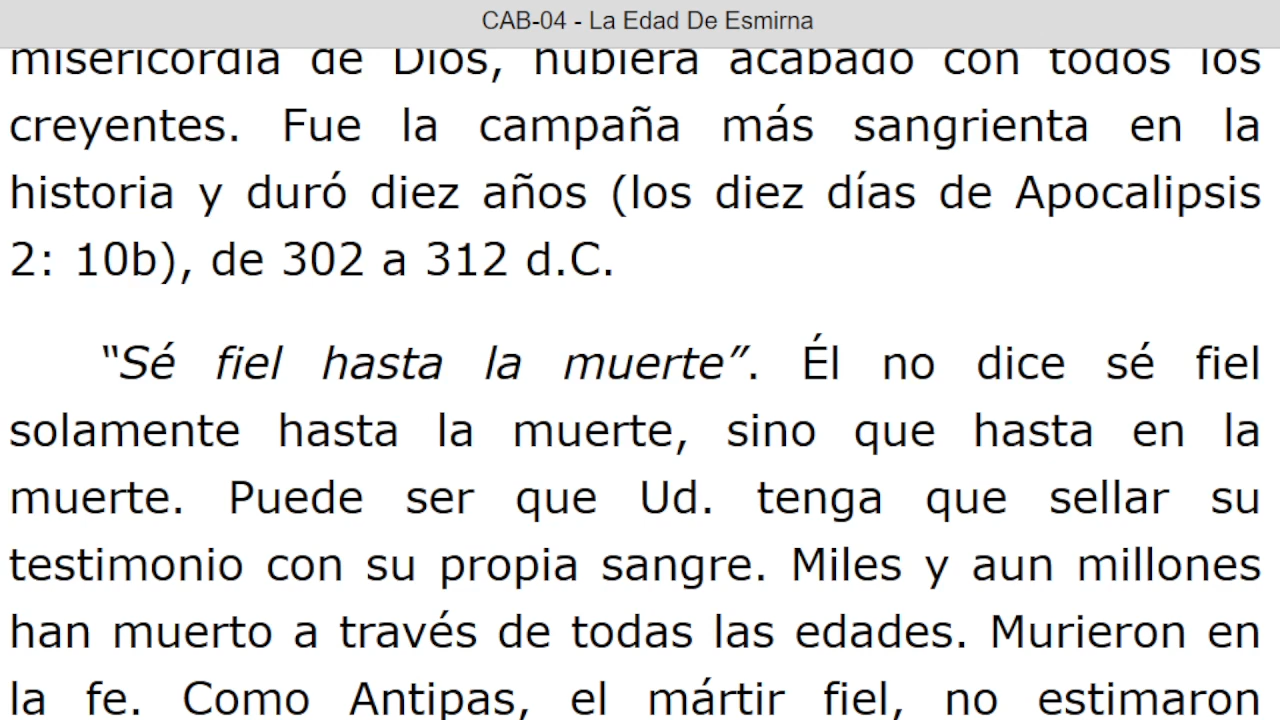 CAB-04 - La Edad De Esmirna
misericordia de Dios, hubiera acabado con todos los
creyentes. Fue la campaña más sangrienta en la
historia y duró diez años (los diez días de Apocalipsis
2: 10b), de 302 a 312 d.C.
“Sé fiel hasta la muerte”. Él no dice sé fiel
solamente hasta la muerte, sino que hasta en la
muerte. Puede ser que Ud. tenga que sellar su
testimonio con su propia sangre. Miles y aun millones
han muerto a través de todas las edades. Murieron en
la fe. Como Antipas, el mártir fiel, no estimaron